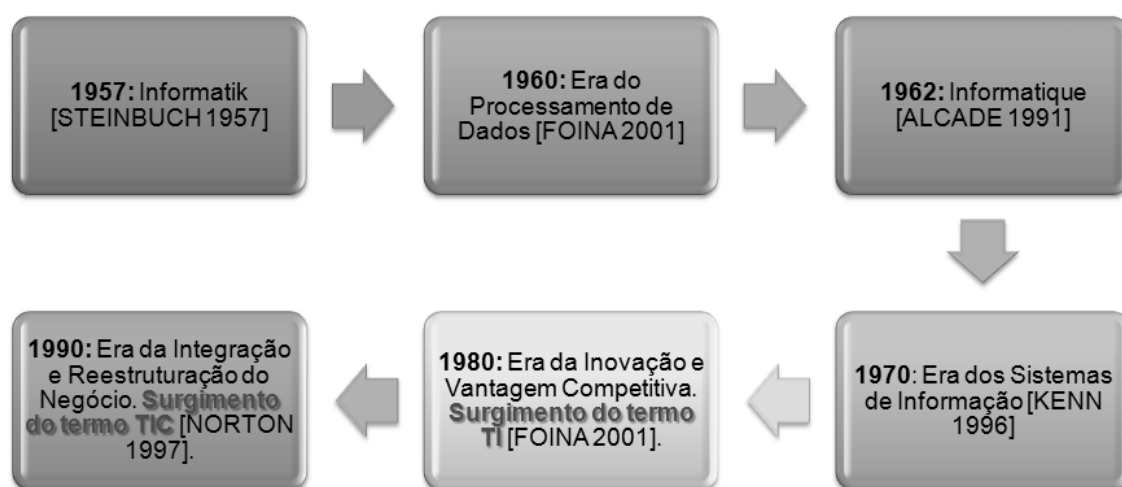 1957: Informatik
[STEINBUCH 1957]
1960: Era do
Processamento de
Dados [FOINA 2001]
1962: Informatique
[ALCADE 1991]
1970: Era dos Sistemas
de Informação [KENN
1996]
1980: Era da Inovação e
Vantagem Competitiva.
Surgimento do termo
TI [FOINA 2001].
1990: Era da Integração
e Reestruturação do
Negócio. Surgimento
do termo TIC [NORTON
1997].